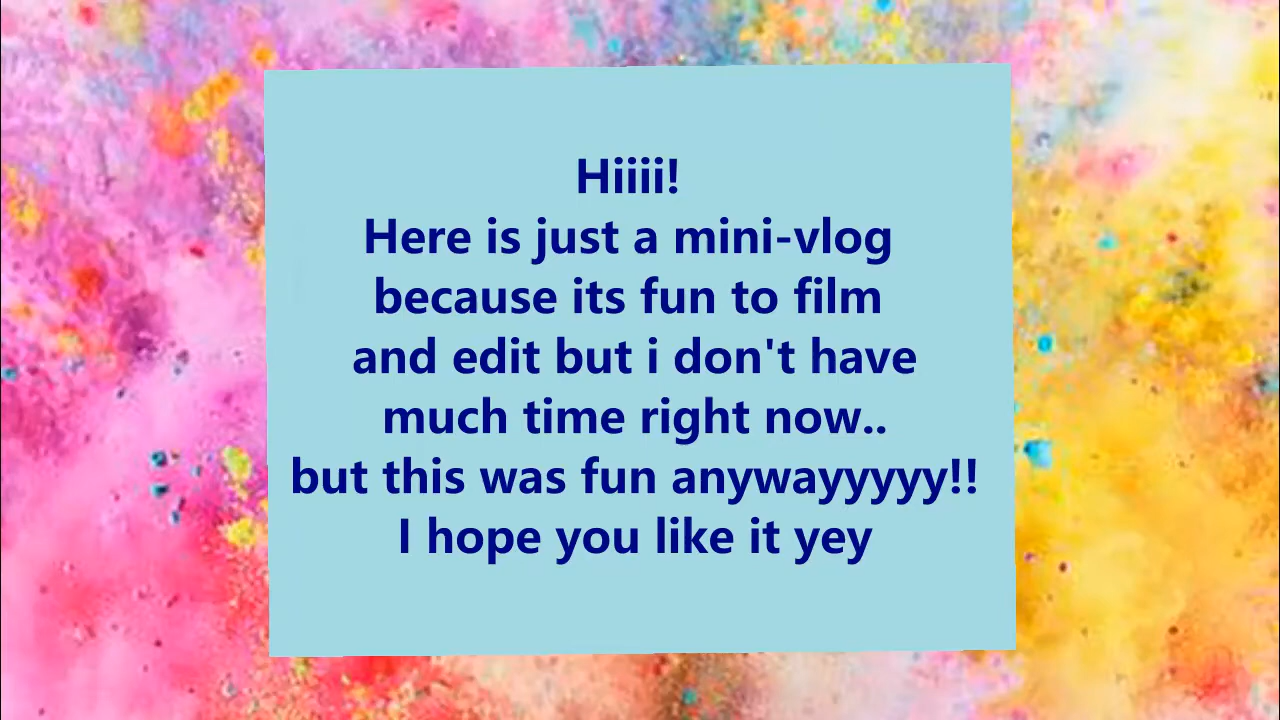 Hiiii!
Here is just a mini-vlog
because its fun to film
and edit but i don't have
much time right now..
but this was fun anywayyyyy!!
I hope you like it yey